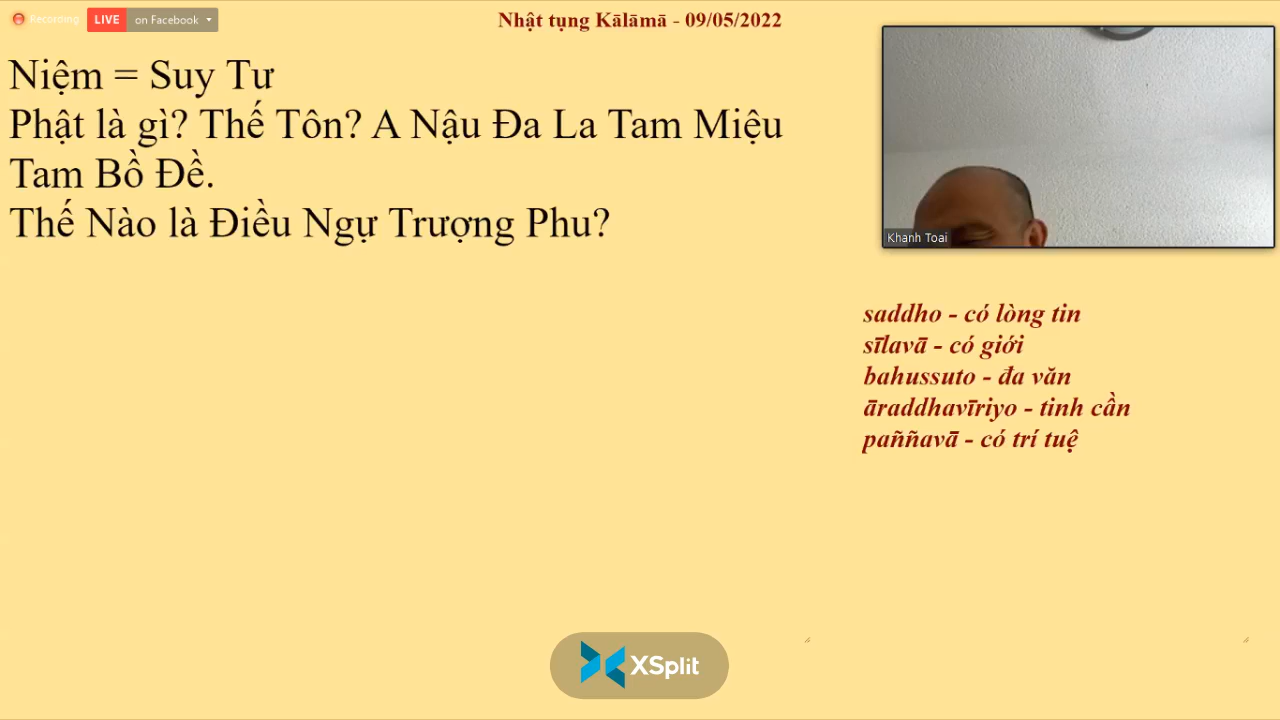 Recording
LIVE on Facebook
Nhật tụng Kālāmā - 09/05/2022
Niệm = Suy Tư
Phật là gì? Thế Tôn? A Nậu Đa La Tam Miệu
Tam Bồ Đề.
Thế Nào là Điều Ngự Trượng Phu?
Khanh Toai
saddho - có lòng tin
sīlavā - có giới
bahussuto - đa văn
āraddhavīriyo - tinh cần
paññavā - có trí tuệ
XSplit